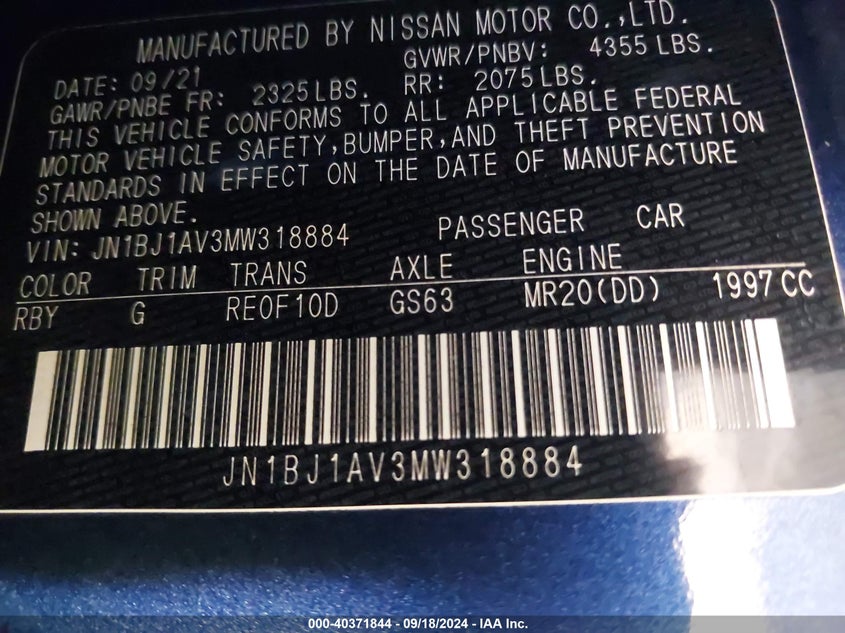 MANUFACTURED BY NISSAN MOTOR CO.,LTD.
DATE: 09/21 GVWR/PNBV: 4355 LBS.
GAWR/PNBE FR: 2325 LBS. RR: 2075 LBS.
THIS VEHICLE CONFORMS TO ALL APPLICABLE FEDERAL
MOTOR VEHICLE SAFETY,BUMPER,AND THEFT PREVENTION
STANDARDS IN EFFECT ON THE DATE OF MANUFACTURE
SHOWN ABOVE.
VIN: JN1BJ1AV3MW318884 PASSENGER CAR
COLOR TRIM TRANS AXLE ENGINE
RBY G RE0F10D GS63 MR20(DD) 1997 CC
JN1BJ1AV3MW318884
000-40371844 - 09/18/2024 - IAA Inc.